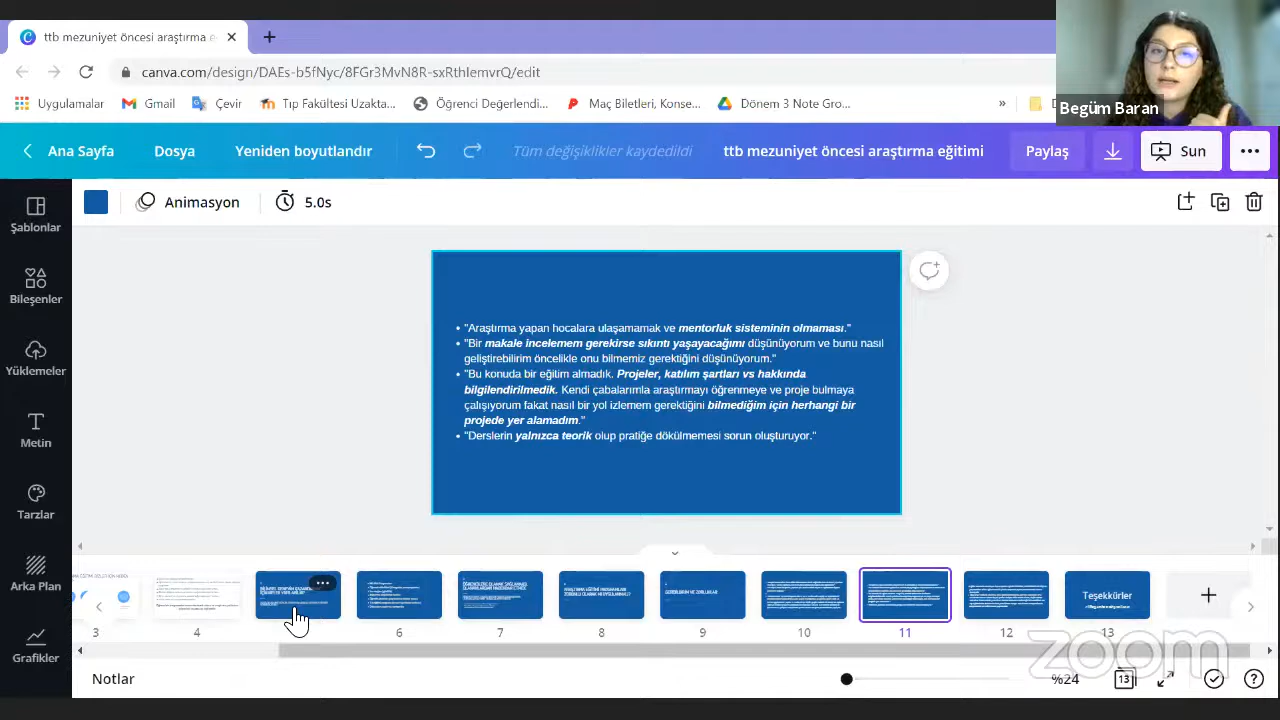 ttb mezuniyet öncesi araştırma e
canva.com/design/DAEs-b5fNyc/8FGr3MvN8R-sxRthIemvrQ/edit
Uygulamalar
Gmail
Çevir
Tıp Fakültesi Uzakta...
Öğrenci Değerlendi...
Maç Biletleri, Konse...
Dönem 3 Note Gro...
»
Begüm Baran
Ana Sayfa
Dosya
Yeniden boyutlandır
Tüm değişiklikler kaydedildi
ttb mezuniyet öncesi araştırma eğitimi
Paylaş
Sun
Animasyon
5.0s
Şablonlar
Bileşenler
Yüklemeler
Metin
Tarzlar
Arka Plan
Grafikler
• "Araştırma yapan hocalara ulaşamamak ve mentorluk sisteminin olmaması."
• "Bir makale incelemem gerekirse sıkıntı yaşayacağımı düşünüyorum ve bunu nasıl
geliştirebilirim öncelikle onu bilmemiz gerektiğini düşünüyorum."
• "Bu konuda bir eğitim almadık. Projeler, katılım şartları vs hakkında
bilgilendirilmedik. Kendi çabalarımla araştırmayı öğrenmeye ve proje bulmaya
çalışıyorum fakat nasıl bir yol izlemem gerektiğini bilmediğim için herhangi bir
projede yer alamadım."
• "Derslerin yalnızca teorik olup pratiğe dökülmemesi sorun oluşturuyor."
Teşekkürler
3
4
5
6
7
8
9
10
11
12
13
zoom
Notlar
%24
13